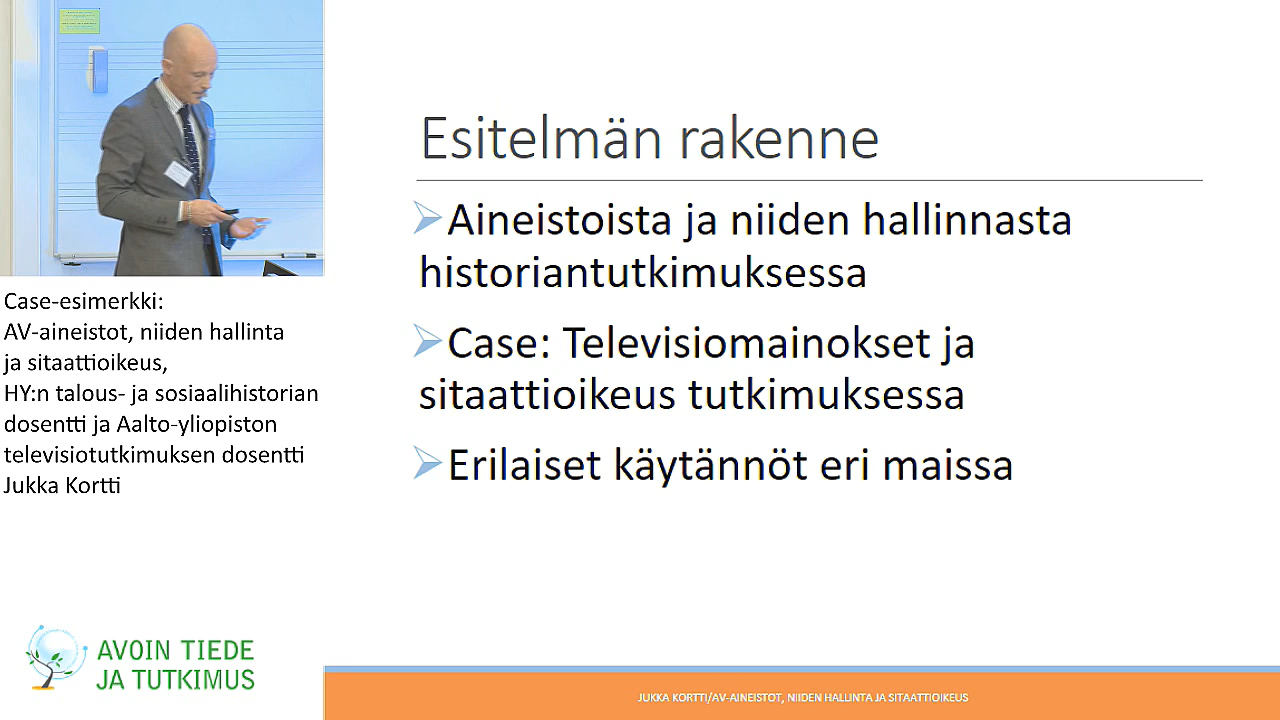 Esitelmän rakenne
Aineistoista ja niiden hallinnasta
historiantutkimuksessa
Case: Televisiomainokset ja
sitaattioikeus tutkimuksessa
Erilaiset käytännöt eri maissa
Case-esimerkki:
AV-aineistot, niiden hallinta
ja sitaattioikeus,
HY:n talous- ja sosiaalihistorian
dosentti ja Aalto-yliopiston
televisiotutkimuksen dosentti
Jukka Kortti
AVOIN TIEDE
JA TUTKIMUS
JUKKA KORTTI/AV-AINEISTOT, NIIDEN HALLINTA JA SITAATTIOIKEUS